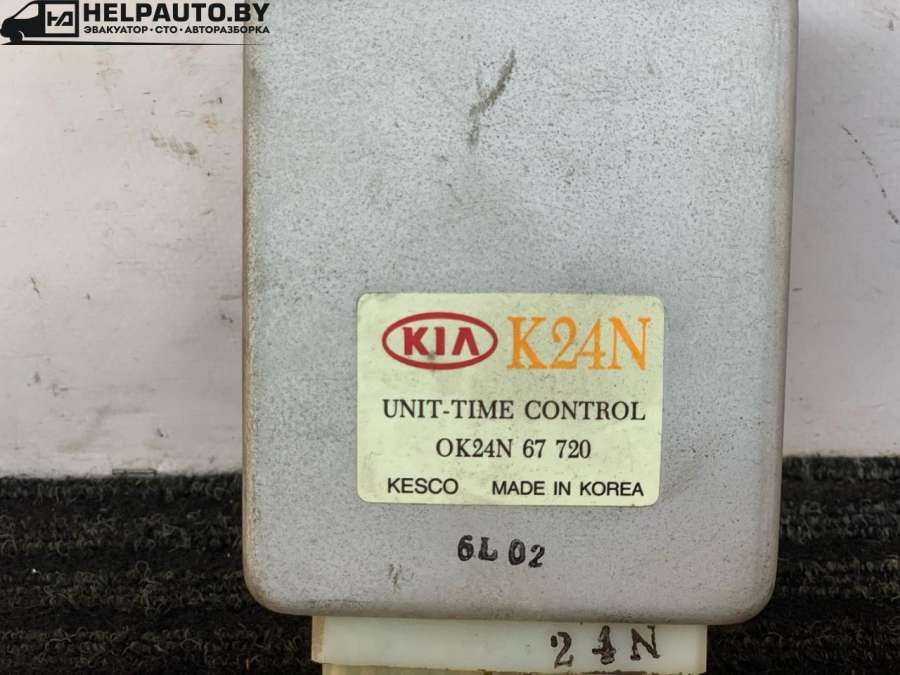 HELPAUTO.BY
ЭВАКУАТОР • СТО • АВТОРАЗБОРКА
KIA K24N
UNIT-TIME CONTROL
OK24N 67 720
KESCO MADE IN KOREA
6L02
24N